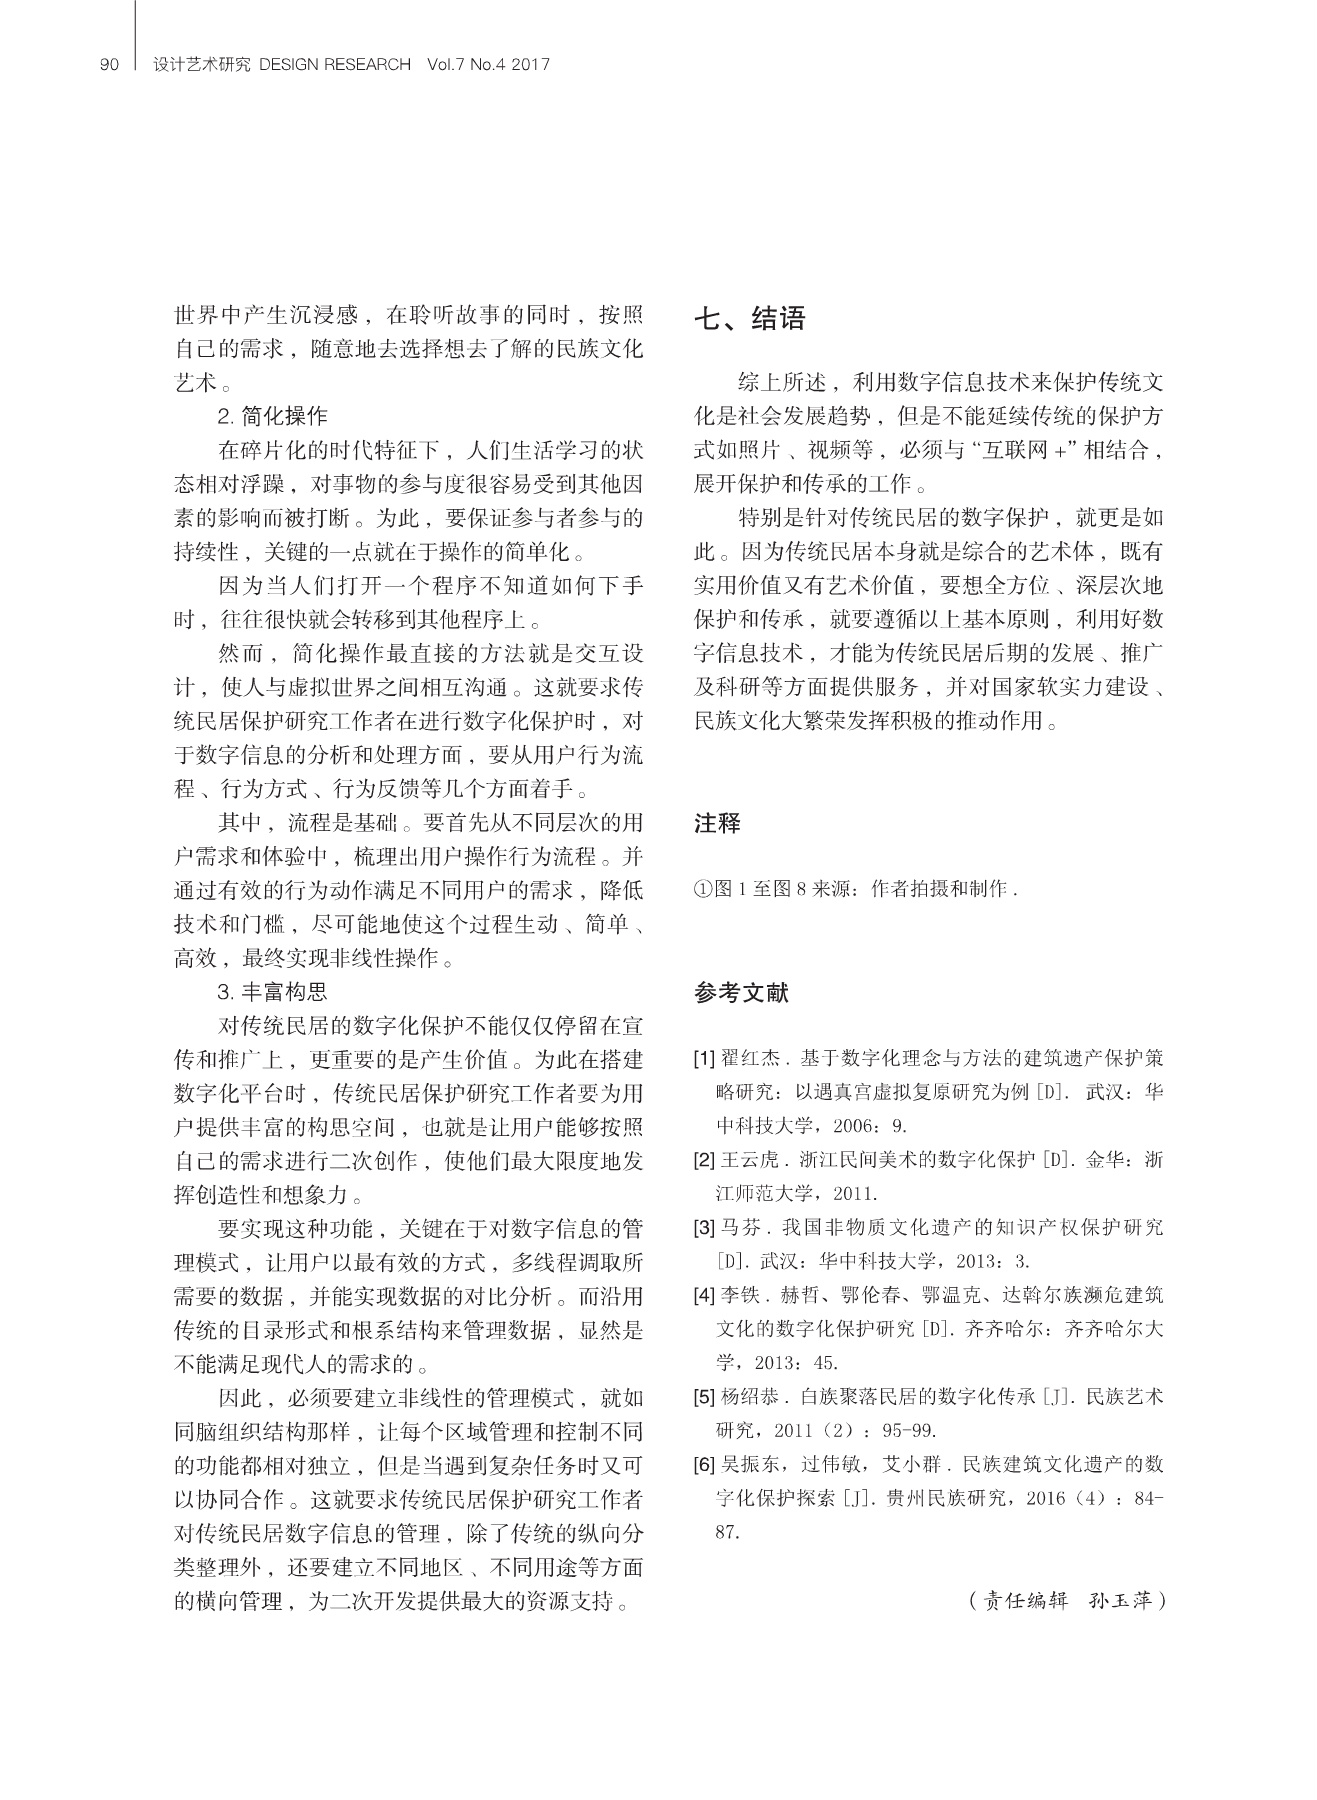 90 设计艺术研究 DESIGN RESEARCH Vol.7 No.4 2017
世界中产生沉浸感，在聆听故事的同时，按照
自己的需求，随意地去选择想去了解的民族文化
艺术。
2. 简化操作
在碎片化的时代特征下，人们生活学习的状
态相对浮躁，对事物的参与度很容易受到其他因
素的影响而被打断。为此，要保证参与者参与的
持续性，关键的一点就在于操作的简单化。
因为当人们打开一个程序不知道如何下手
时，往往很快就会转移到其他程序上。
然而，简化操作最直接的方法就是交互设
计，使人与虚拟世界之间相互沟通。这就要求传
统民居保护研究工作者在进行数字化保护时，对
于数字信息的分析和处理方面，要从用户行为流
程、行为方式、行为反馈等几个方面着手。
其中，流程是基础。要首先从不同层次的用
户需求和体验中，梳理出用户操作行为流程。并
通过有效的行为动作满足不同用户的需求，降低
技术和门槛，尽可能地使这个过程生动、简单、
高效，最终实现非线性操作。
3. 丰富构思
对传统民居的数字化保护不能仅仅停留在宣
传和推广上，更重要的是产生价值。为此在搭建
数字化平台时，传统民居保护研究工作者要为用
户提供丰富的构思空间，也就是让用户能够按照
自己的需求进行二次创作，使他们最大限度地发
挥创造性和想象力。
要实现这种功能，关键在于对数字信息的管
理模式，让用户以最有效的方式，多线程调取所
需要的数据，并能实现数据的对比分析。而沿用
传统的目录形式和根系结构来管理数据，显然是
不能满足现代人的需求的。
因此，必须要建立非线性的管理模式，就如
同脑组织结构那样，让每个区域管理和控制不同
的功能都相对独立，但是当遇到复杂任务时又可
以协同合作。这就要求传统民居保护研究工作者
对传统民居数字信息的管理，除了传统的纵向分
类整理外，还要建立不同地区、不同用途等方面
的横向管理，为二次开发提供最大的资源支持。
七、结语
综上所述，利用数字信息技术来保护传统文
化是社会发展趋势，但是不能延续传统的保护方
式如照片、视频等，必须与“互联网 +”相结合，
展开保护和传承的工作。
特别是针对传统民居的数字保护，就更是如
此。因为传统民居本身就是综合的艺术体，既有
实用价值又有艺术价值，要想全方位、深层次地
保护和传承，就要遵循以上基本原则，利用好数
字信息技术，才能为传统民居后期的发展、推广
及科研等方面提供服务，并对国家软实力建设、
民族文化大繁荣发挥积极的推动作用。
注释
①图 1 至图 8 来源：作者拍摄和制作 .
参考文献
[1] 翟红杰 . 基于数字化理念与方法的建筑遗产保护策
略研究：以遇真宫虚拟复原研究为例 [D]. 武汉：华
中科技大学，2006：9.
[2] 王云虎 . 浙江民间美术的数字化保护 [D]. 金华：浙
江师范大学，2011.
[3] 马芬 . 我国非物质文化遗产的知识产权保护研究
[D]. 武汉：华中科技大学，2013：3.
[4] 李铁 . 赫哲、鄂伦春、鄂温克、达斡尔族濒危建筑
文化的数字化保护研究 [D]. 齐齐哈尔：齐齐哈尔大
学，2013：45.
[5] 杨绍恭 . 白族聚落民居的数字化传承 [J]. 民族艺术
研究，2011（2）：95-99.
[6] 吴振东，过伟敏，艾小群 . 民族建筑文化遗产的数
字化保护探索 [J]. 贵州民族研究，2016（4）：84-
87.
（责任编辑 孙玉萍）